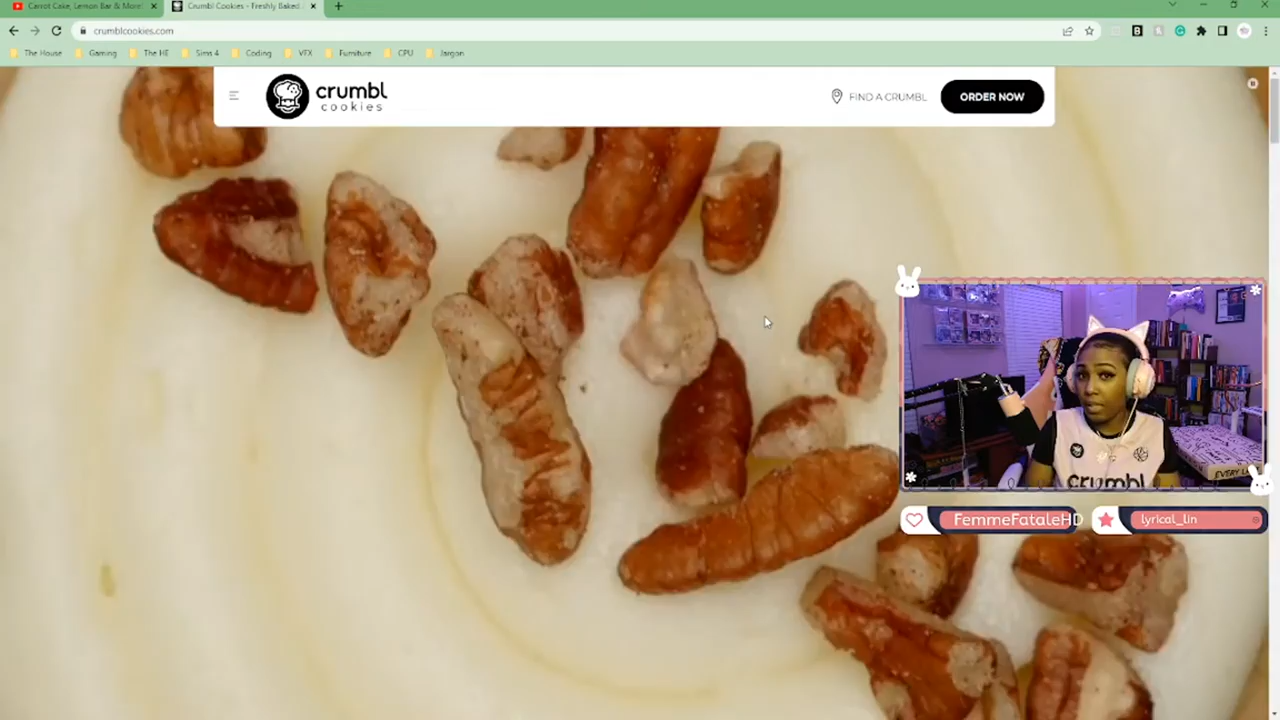 Carrot Cake, Lemon Bar & More!
Crumbl Cookies - Freshly Baked
crumblcookies.com
The House
Gaming
The HE
Sims 4
Coding
VFX
Furniture
CPU
Jargon
crumbl
cookies
FIND A CRUMBL
ORDER NOW
crumbl
FemmeFataleHD
lyrical_lin